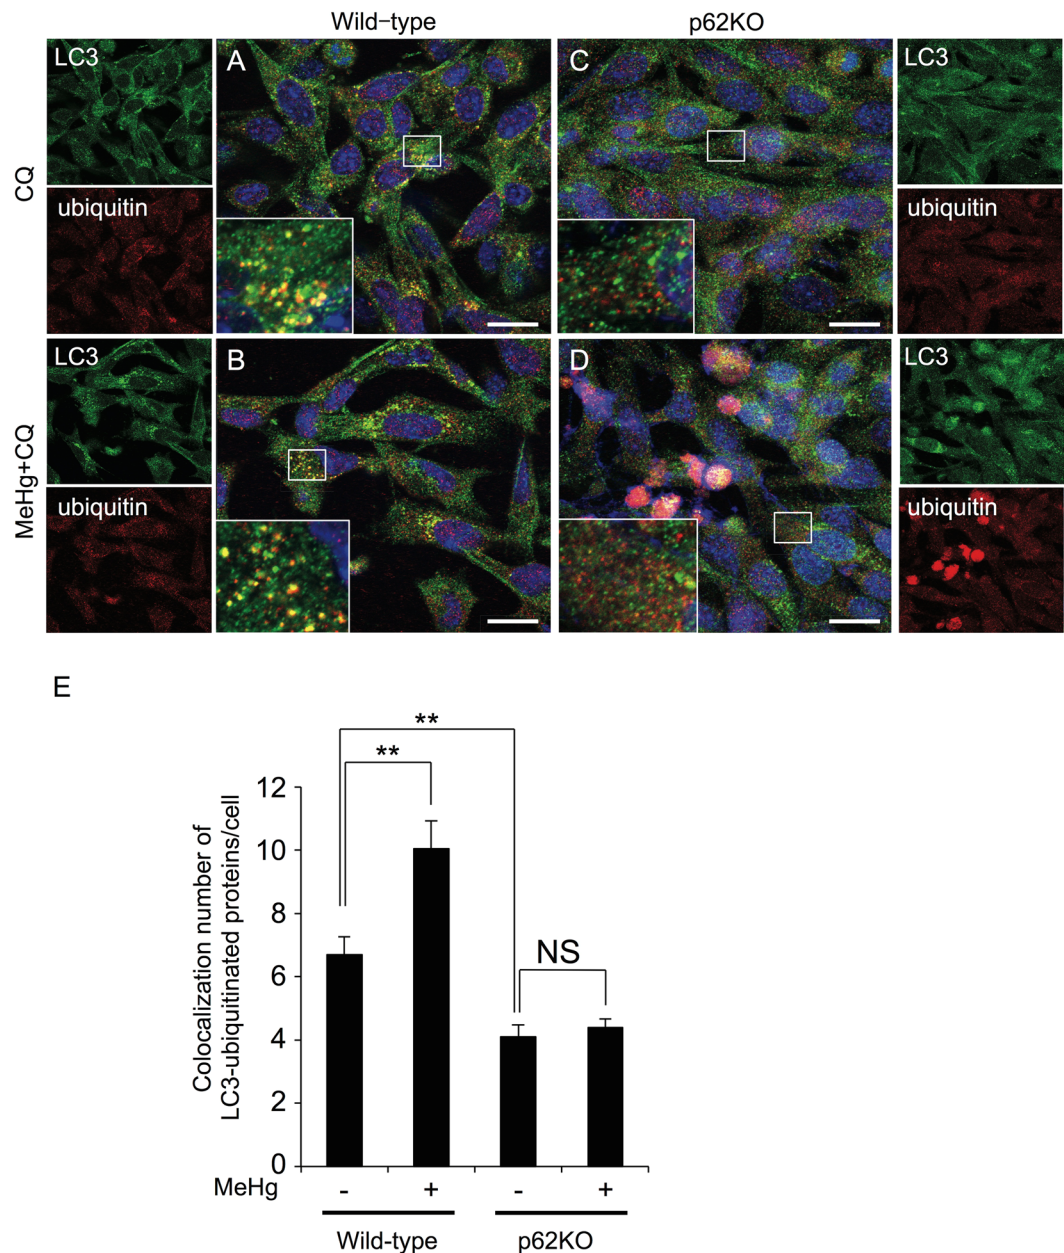 Wild-type p62KO
LC3 A C LC3
CQ
ubiquitin ubiquitin
LC3 B D LC3
MeHg+CQ
ubiquitin ubiquitin
E
**
**
NS
Colocalization number of
LC3-ubiquitinated proteins/cell
12
10
8
6
4
2
0
MeHg - + - +
Wild-type p62KO